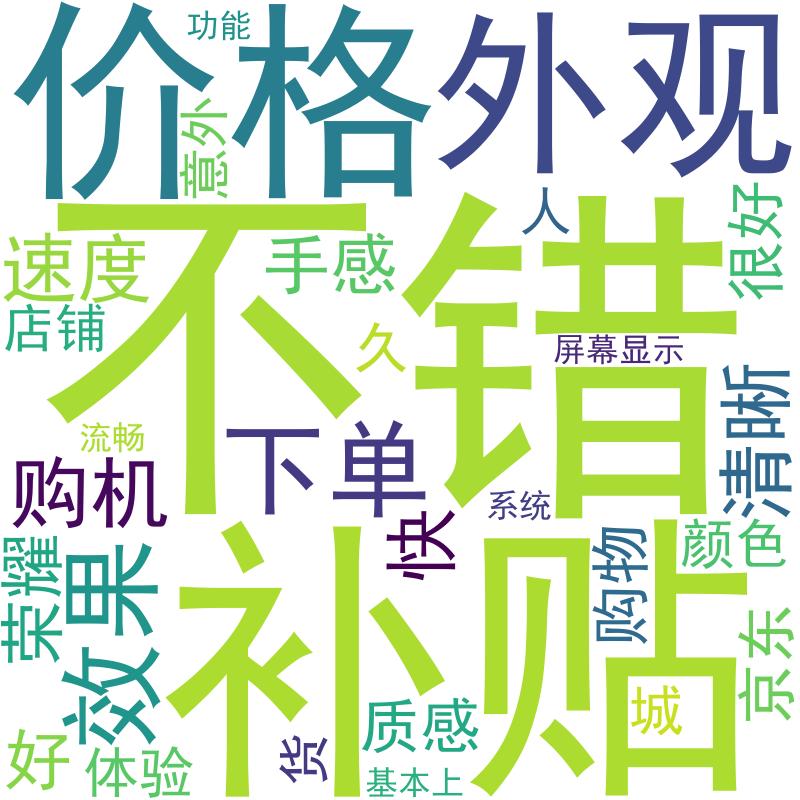 功能
价格
外观
意外
不错
人
很好
速度
手感
店铺
久
屏幕显示
清晰
流畅
下单
购机
系统
快
补贴
荣耀
效果
购物
颜色
京东
城
质感
好
体验
货
基本上